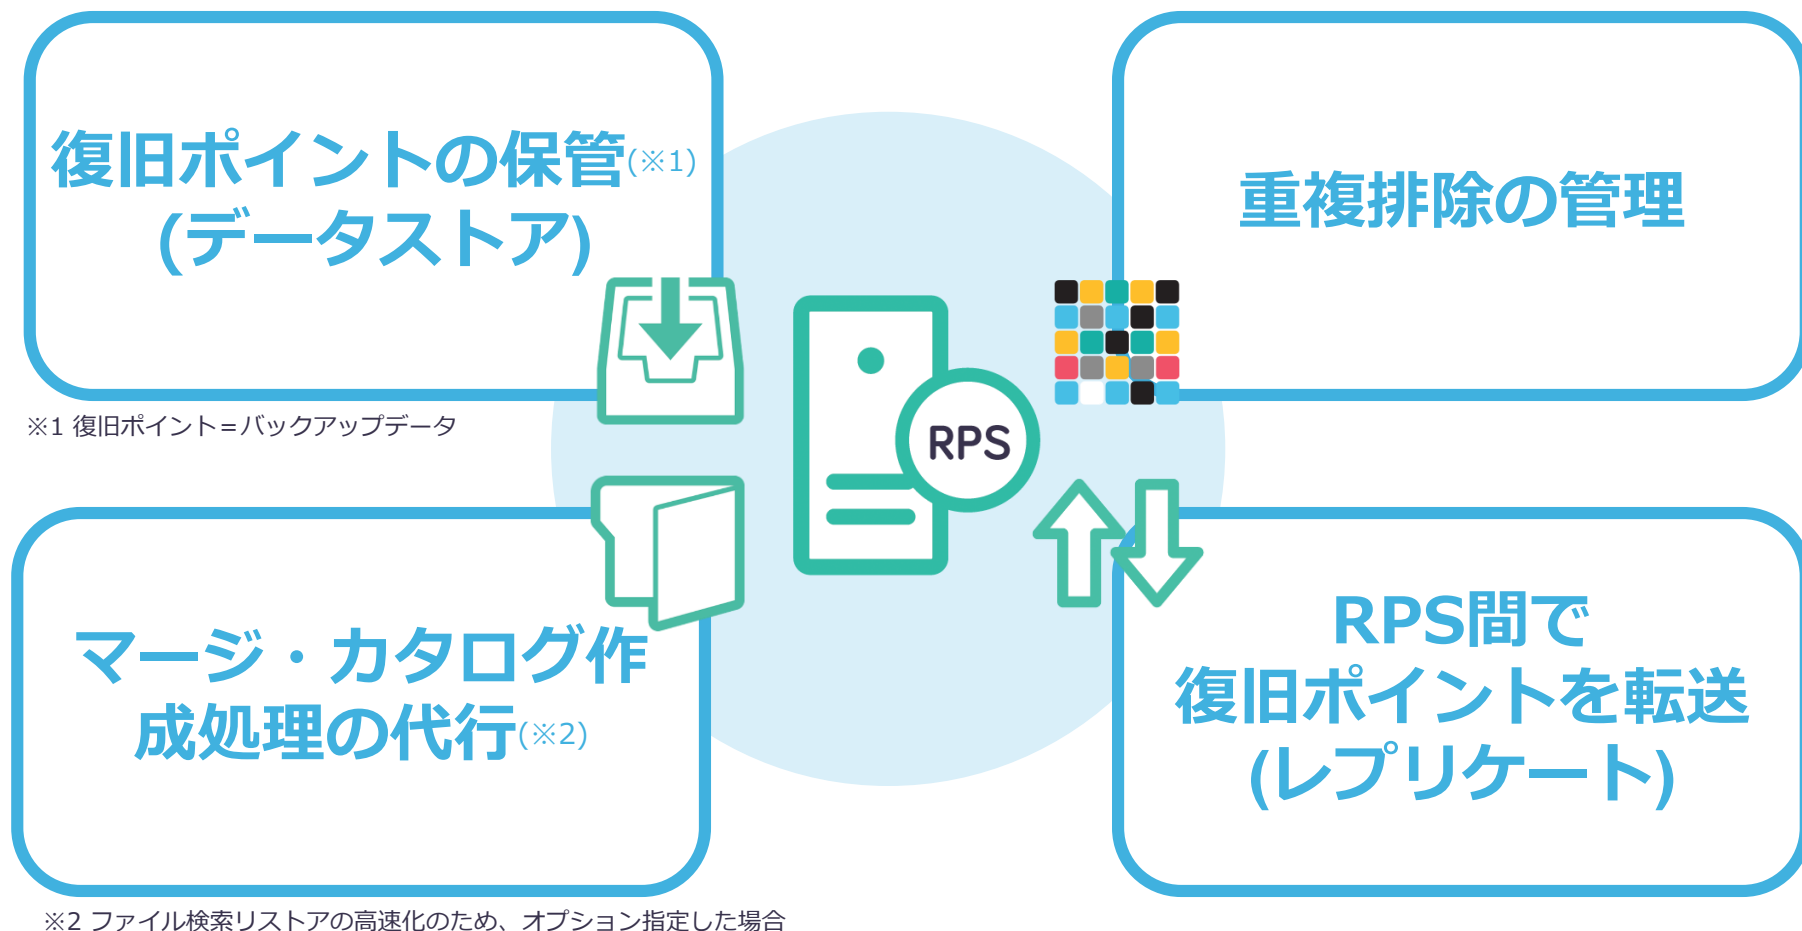 復旧ポイントの保管(※1)
(データストア)
※1 復旧ポイント＝バックアップデータ
重複排除の管理
RPS
マージ・カタログ作
成処理の代行(※2)
※2 ファイル検索リストアの高速化のため、オプション指定した場合
RPS間で
復旧ポイントを転送
(レプリケート)